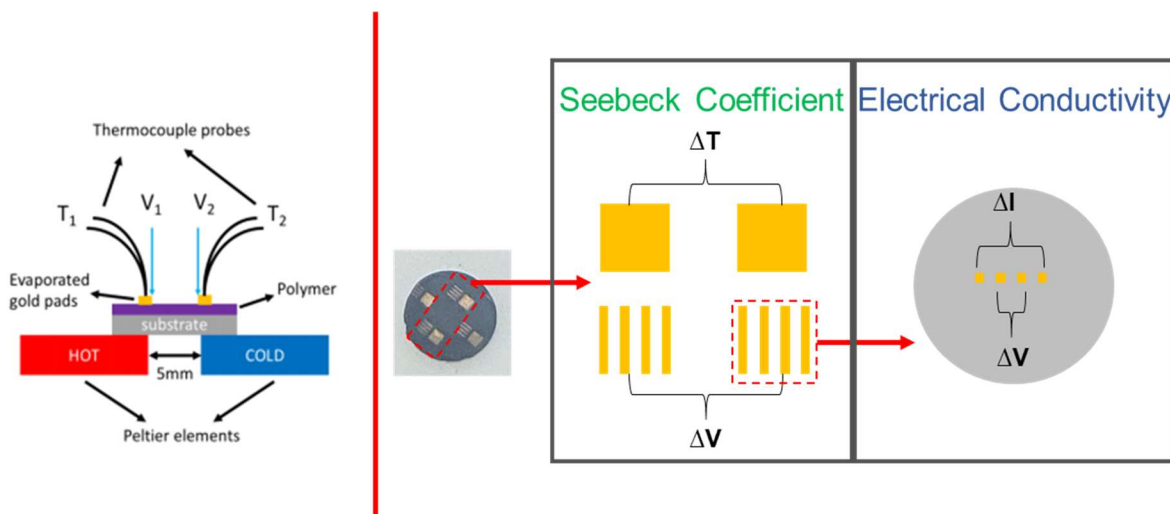 Thermocouple probes
T1
V1
V2
T2
Evaporated
gold pads
Polymer
substrate
HOT
5mm
COLD
Peltier elements
Seebeck Coefficient
ΔT
ΔV
Electrical Conductivity
ΔI
ΔV